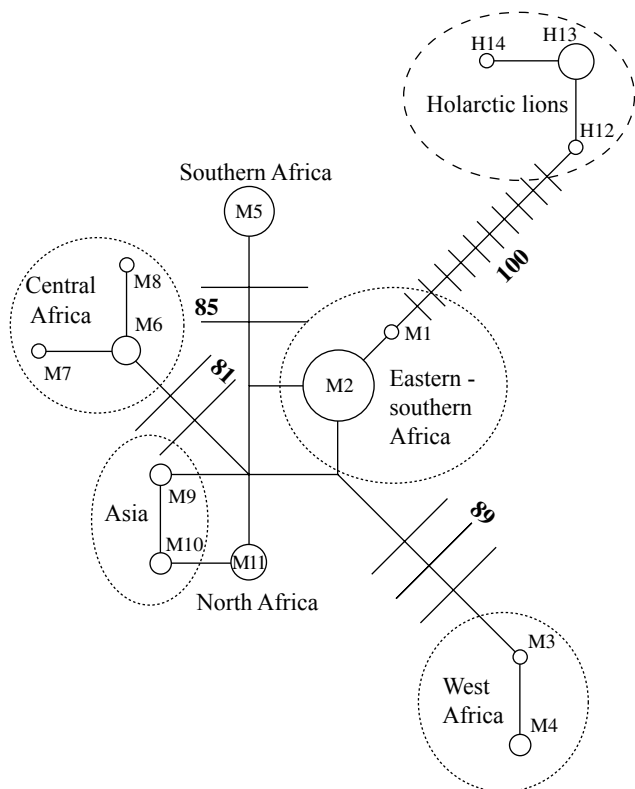 H14
H13
Holarctic lions
H12
Southern Africa
M5
100
M8
Central
Africa
M6
85
M1
M7
81
M2
Eastern -
southern
Africa
M9
Asia
M10
M11
89
North Africa
M3
West
Africa
M4